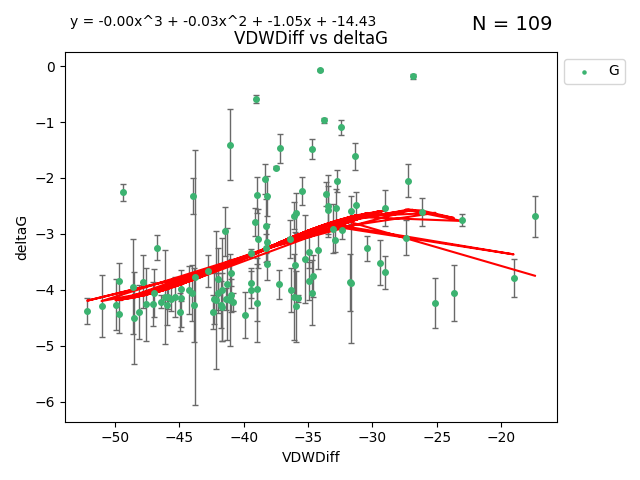 y = -0.00x^3 + -0.03x^2 + -1.05x + -14.43
N = 109
VDWDiff vs deltaG
G
deltaG
0
−1
−2
−3
−4
−5
−6
−50 −45 −40 −35 −30 −25 −20
VDWDiff